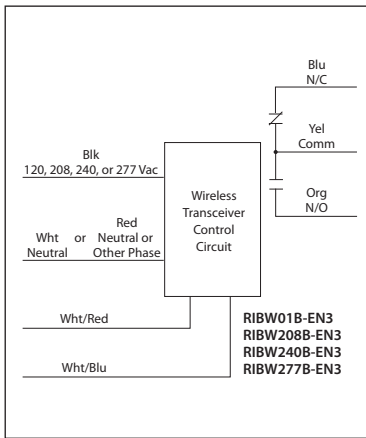 Blu
N/C
Yel
Comm
Org
N/O
Blk
120, 208, 240, or 277 Vac
Wireless
Transceiver
Control
Circuit
Red
Wht or Neutral or
Neutral Other Phase
Wht/Red
Wht/Blu
RIBW01B-EN3
RIBW208B-EN3
RIBW240B-EN3
RIBW277B-EN3